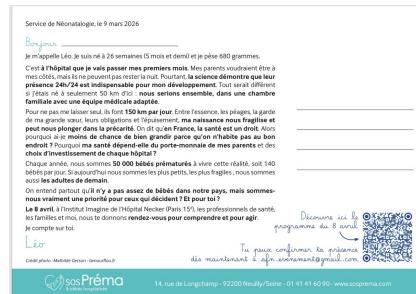 Service de Néonatalogie, le 9 mars 2026
Bonjour
Je m'appelle Léo. Je suis né à 26 semaines (5 mois et demi) et je pèse 680 grammes.
C'est à l'hôpital que je vais passer mes premiers mois. Mes parents voudraient être à
mes côtés, mais ils ne peuvent pas rester la nuit. Pourtant, la science démontre que leur
présence 24h/24 est indispensable pour mon développement. Tout serait différent
si j'étais né à seulement 50 km d'ici : nous serions ensemble, dans une chambre
familiale avec une équipe médicale adaptée.
Pour ne pas me laisser seul, ils font 150 km par jour. Entre l'essence, les péages, la garde
de ma grande sœur, leurs obligations et l'épuisement, ma naissance nous fragilise et
peut nous plonger dans la précarité. On dit qu'en France, la santé est un droit. Alors
pourquoi ai-je moins de chance de bien grandir parce qu'on n'habite pas au bon
endroit ? Pourquoi ma santé dépend-elle du porte-monnaie de mes parents et des
choix d'investissement de chaque hôpital ?
Chaque année, nous sommes 50 000 bébés prématurés à vivre cette réalité, soit 140
bébés par jour. Si aujourd'hui nous sommes les plus petits, les plus fragiles , nous sommes
aussi les adultes de demain.
On entend partout qu'il n'y a pas assez de bébés dans notre pays, mais sommes-
nous vraiment une priorité pour ceux qui décident ? Et pour toi ?
Le 8 avril, à l'Institut Imagine de l'Hôpital Necker (Paris 15e), les professionnels de santé,
les familles et moi, nous te donnons rendez-vous pour comprendre et pour agir.
Je compte sur toi.
Léo
Découvre ici le
programme du 8 avril
Tu peux confirmer ta présence
dès maintenant à afn.evenement@gmail.com
sos Préma
14, rue de Longchamp - 92200 Neuilly/Seine - 01 41 41 60 90 - www.sosprema.com